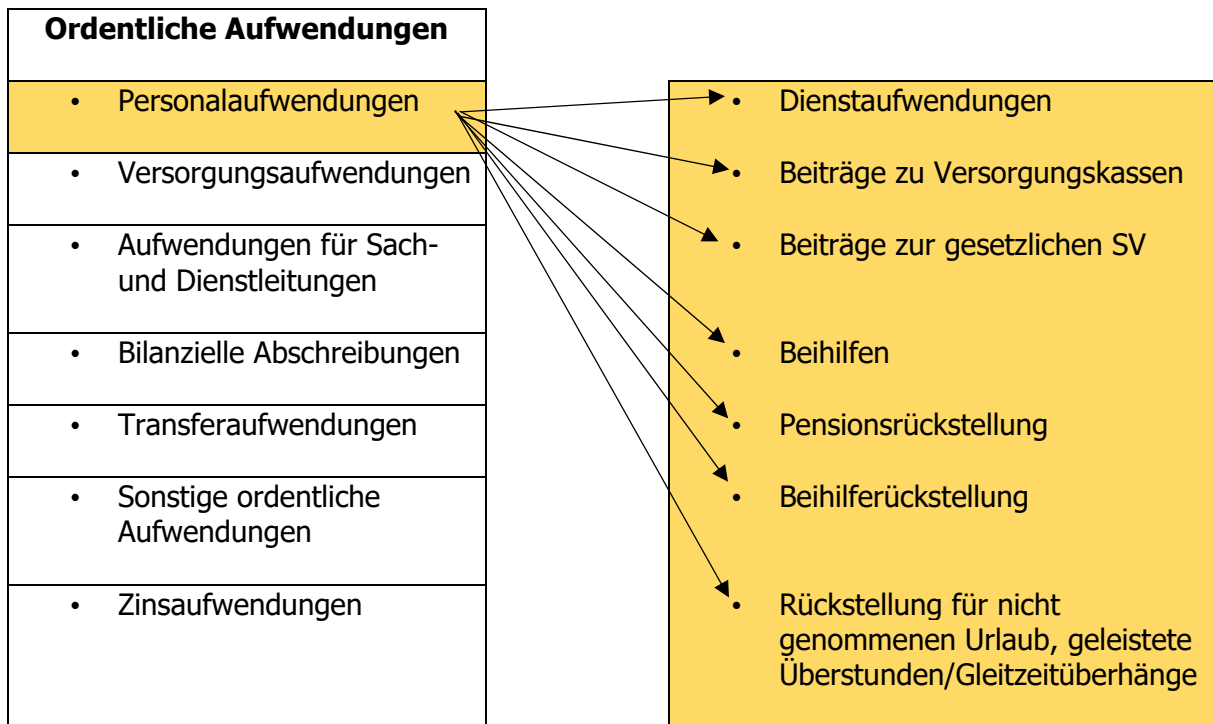 Ordentliche Aufwendungen
• Personalaufwendungen
• Versorgungsaufwendungen
• Aufwendungen für Sach-
und Dienstleitungen
• Bilanzielle Abschreibungen
• Transferaufwendungen
• Sonstige ordentliche
Aufwendungen
• Zinsaufwendungen
• Dienstaufwendungen
• Beiträge zu Versorgungskassen
• Beiträge zur gesetzlichen SV
• Beihilfen
• Pensionsrückstellung
• Beihilferückstellung
• Rückstellung für nicht
genommenen Urlaub, geleistete
Überstunden/Gleitzeitüberhänge